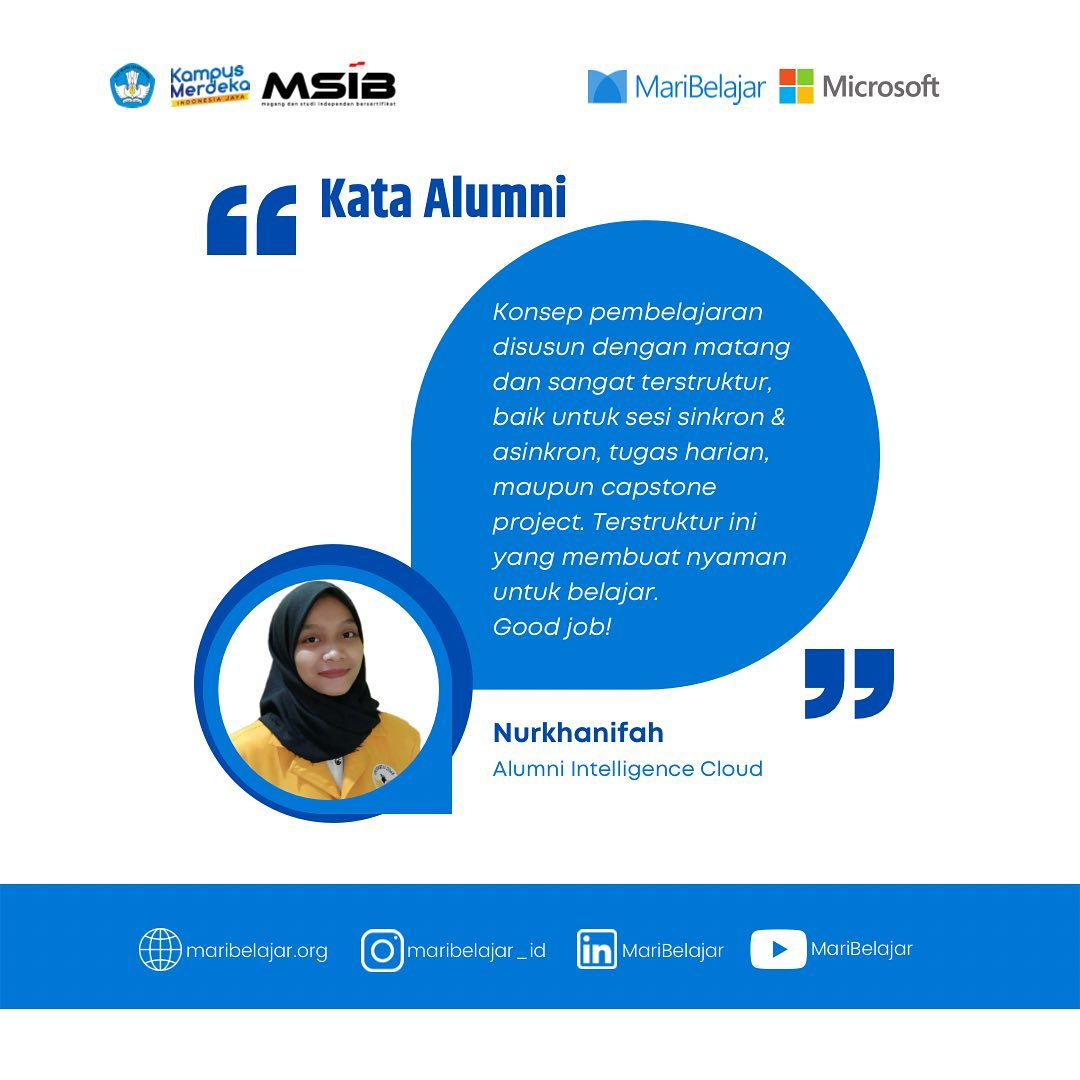 Kampus
Merdeka
INDONESIA JAYA
MSIB
magang dan studi independen bersertifikat
MariBelajar
Microsoft
Kata Alumni
Konsep pembelajaran
disusun dengan matang
dan sangat terstruktur,
baik untuk sesi sinkron &
asinkron, tugas harian,
maupun capstone
project. Terstruktur ini
yang membuat nyaman
untuk belajar.
Good job!
Nurkhanifah
Alumni Intelligence Cloud
maribelajar.org
maribelajar_id
MariBelajar
MariBelajar